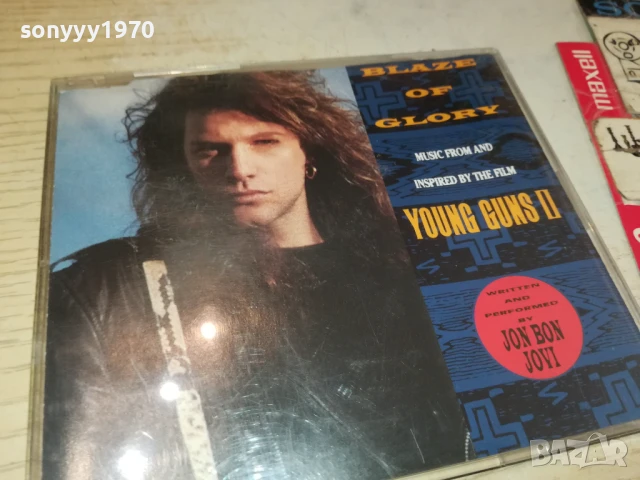 sonyyy1970
BLAZE
OF
GLORY
MUSIC FROM AND
INSPIRED BY THE FILM
YOUNG GUNS II
WRITTEN
AND
PERFORMED
BY
JON BON
JOVI
maxell
BAZAR